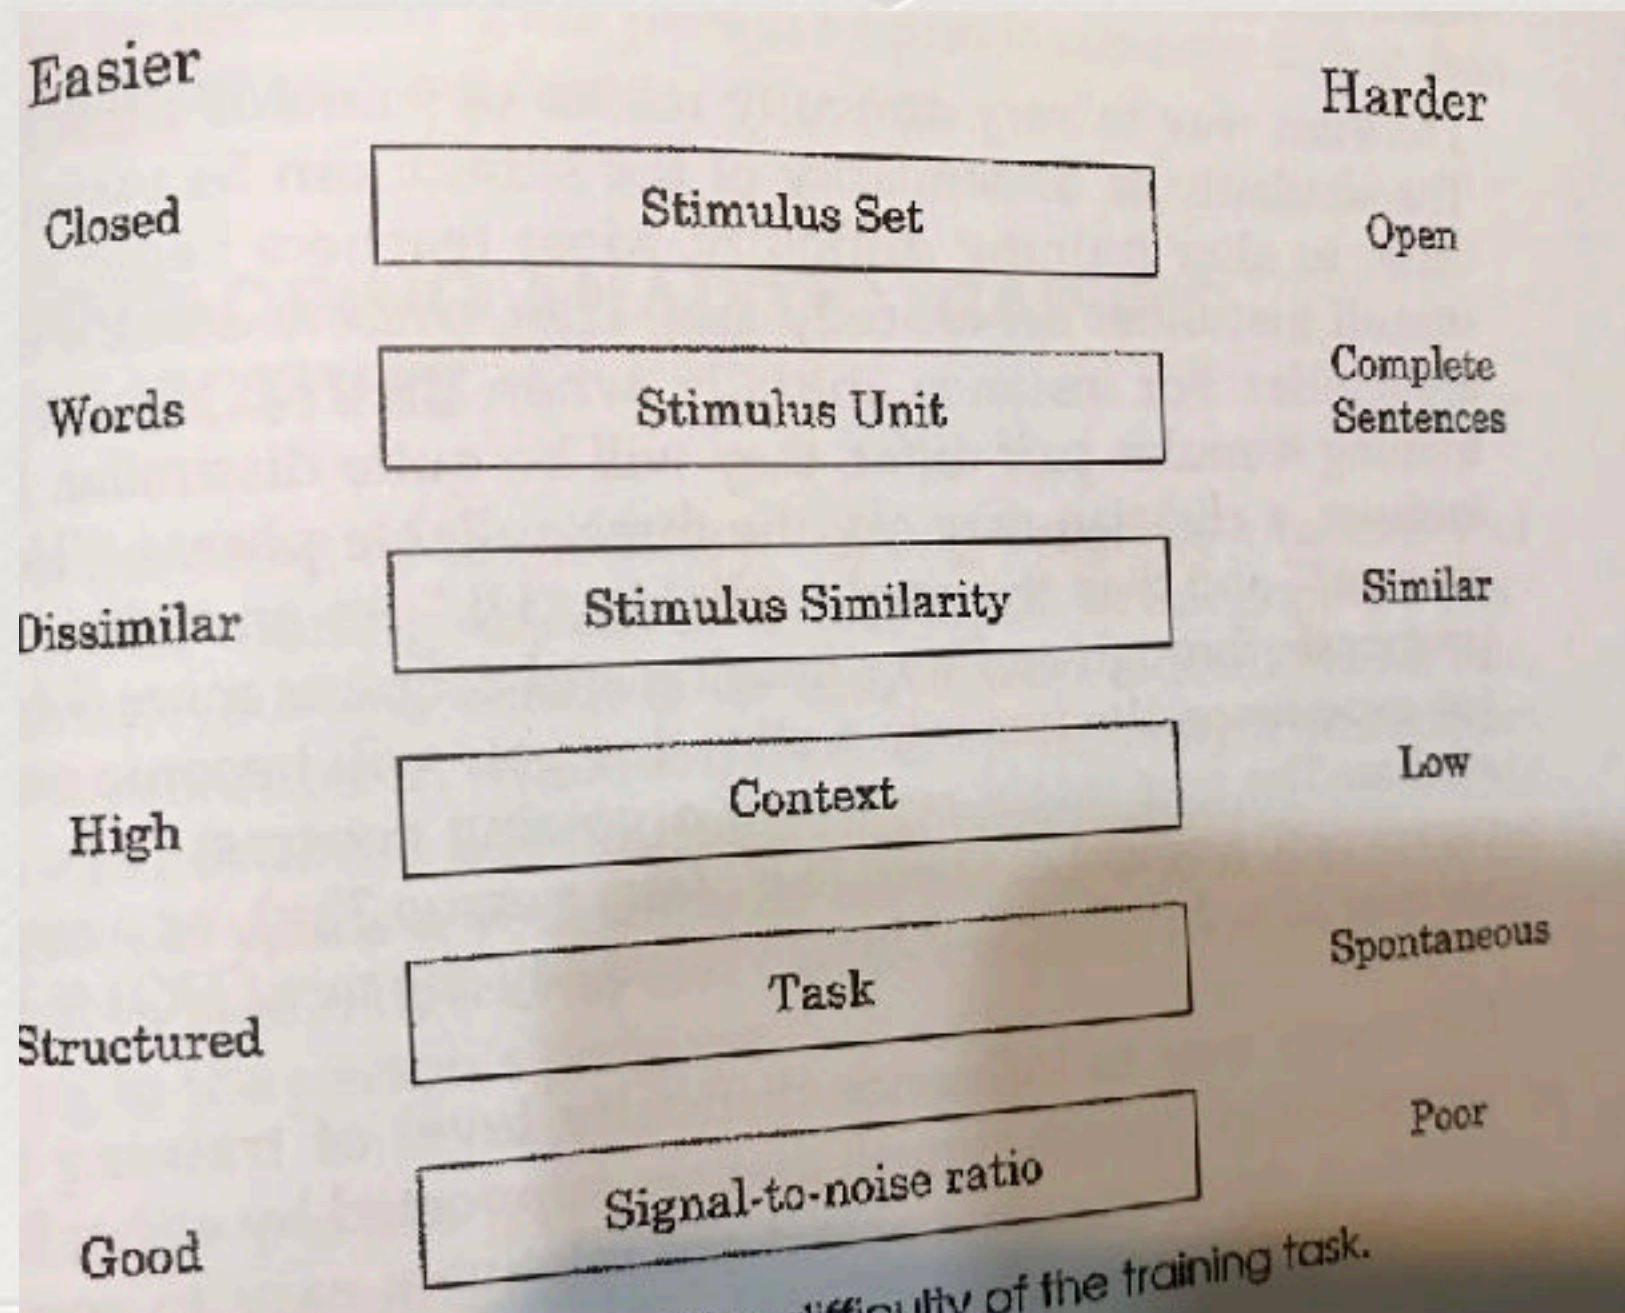 Easier Harder
Closed Stimulus Set Open
Words Stimulus Unit Complete
Sentences
Dissimilar Stimulus Similarity Similar
High Context Low
Structured Task Spontaneous
Good Signal-to-noise ratio Poor
of the training task.